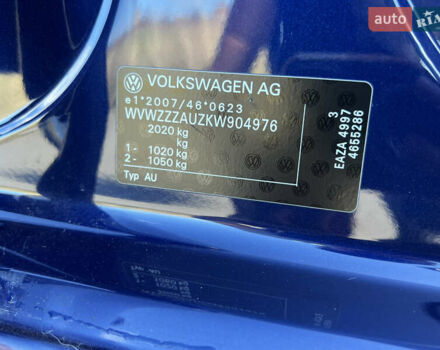 auto
RIA
VOLKSWAGEN AG
e1*2007/46*0623
WVWZZZAUZKW904976
2020 kg
kg
1- 1020 kg
2- 1050 kg
Typ AU
3
EAZA 4997
4655286